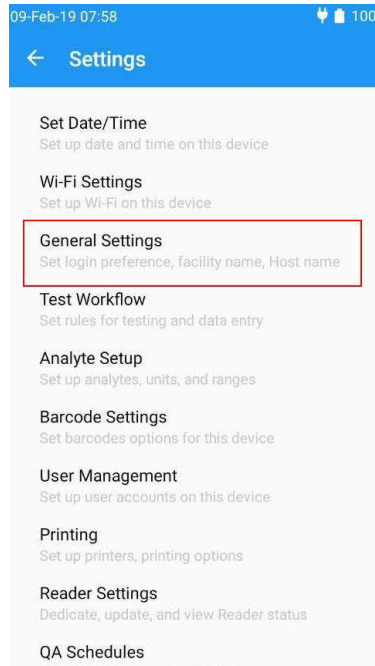 09-Feb-19 07:58 100
Settings
Set Date/Time
Set up date and time on this device
Wi-Fi Settings
Set up Wi-Fi on this device
General Settings
Set login preference, facility name, Host name
Test Workflow
Set rules for testing and data entry
Analyte Setup
Set up analytes, units, and ranges
Barcode Settings
Set barcodes options for this device
User Management
Set up user accounts on this device
Printing
Set up printers, printing options
Reader Settings
Dedicate, update, and view Reader status
QA Schedules